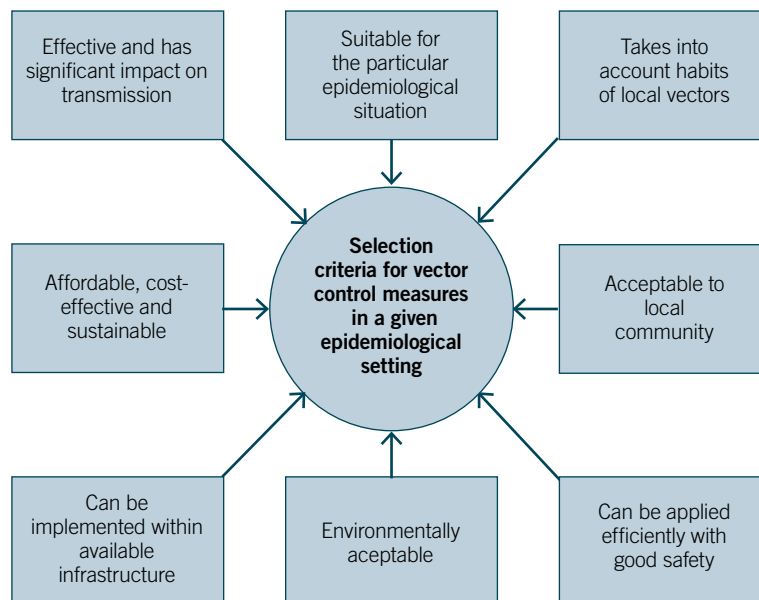 Effective and has
significant impact on
transmission
Suitable for
the particular
epidemiological
situation
Takes into
account habits
of local vectors
Affordable, cost-
effective and
sustainable
Selection
criteria for vector
control measures
in a given
epidemiological
setting
Acceptable to
local
community
Can be
implemented within
available
infrastructure
Environmentally
aceptable
Can be applied
efficiently with
good safety